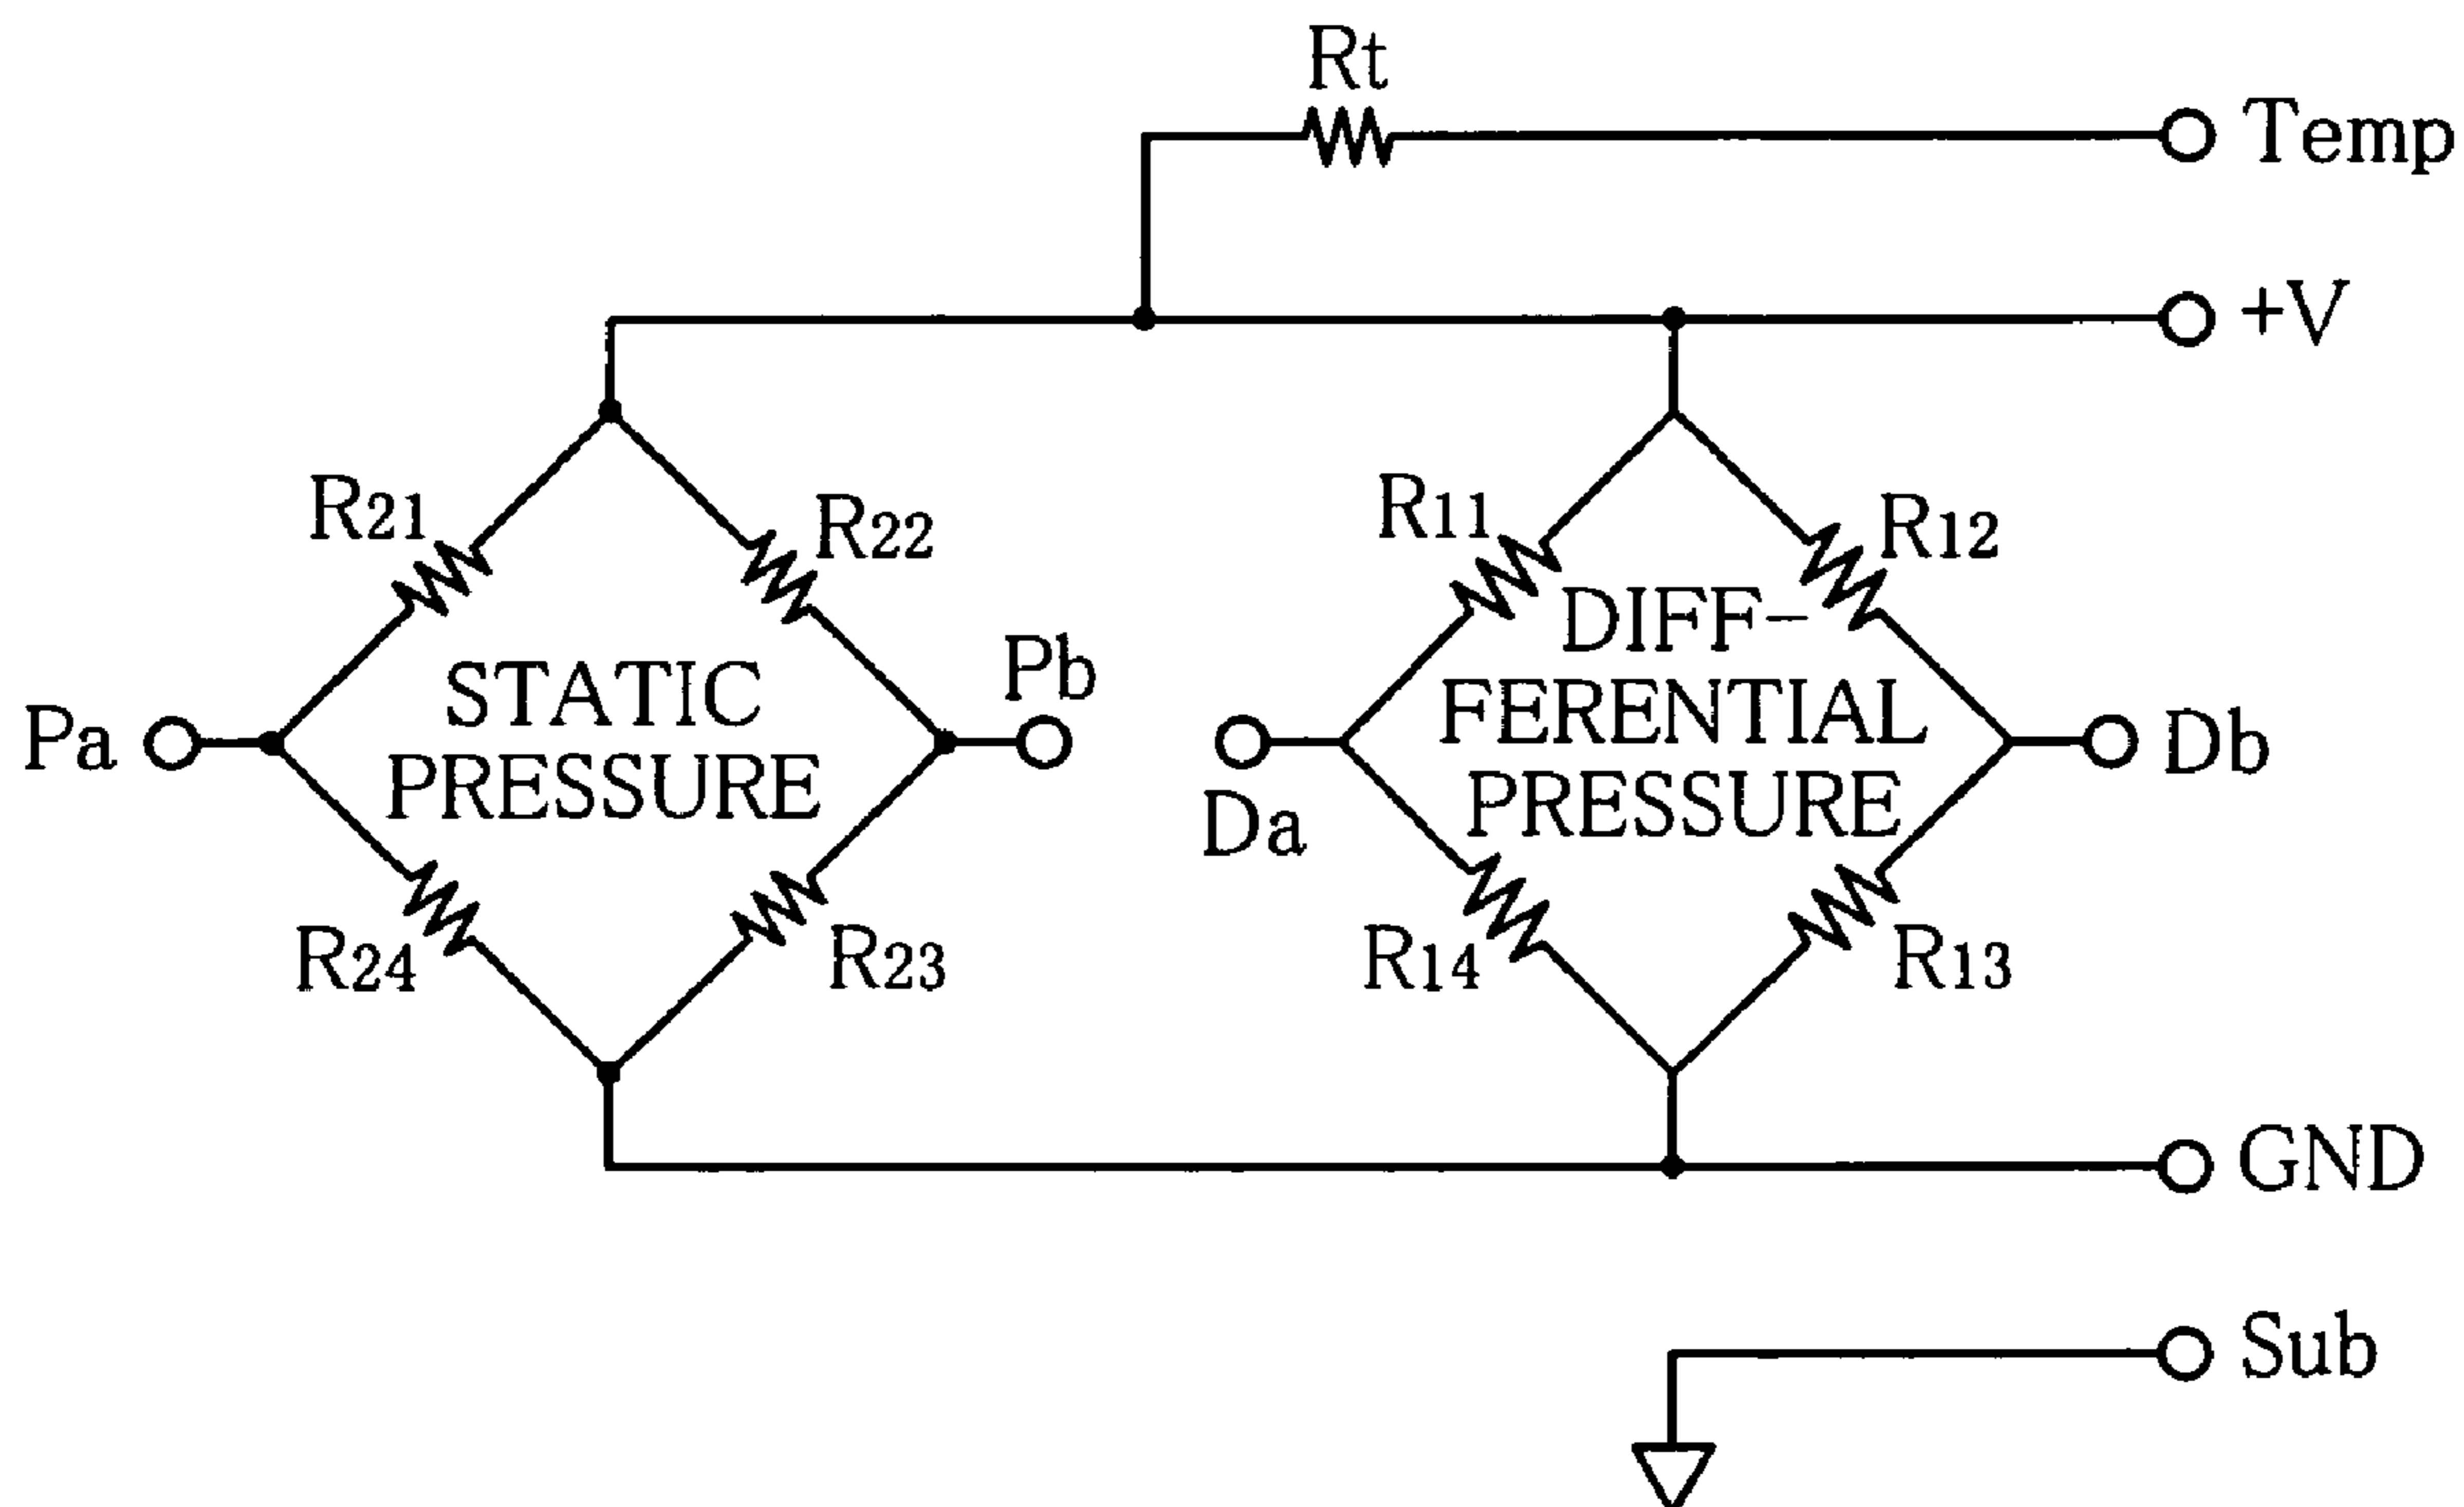 Rt
Temp
+V
R21
R22
R11
R12
STATIC
PRESSURE
DIFF-
FERENTIAL
PRESSURE
Pa
Pb
Da
Db
R24
R23
R14
R13
GND
Sub